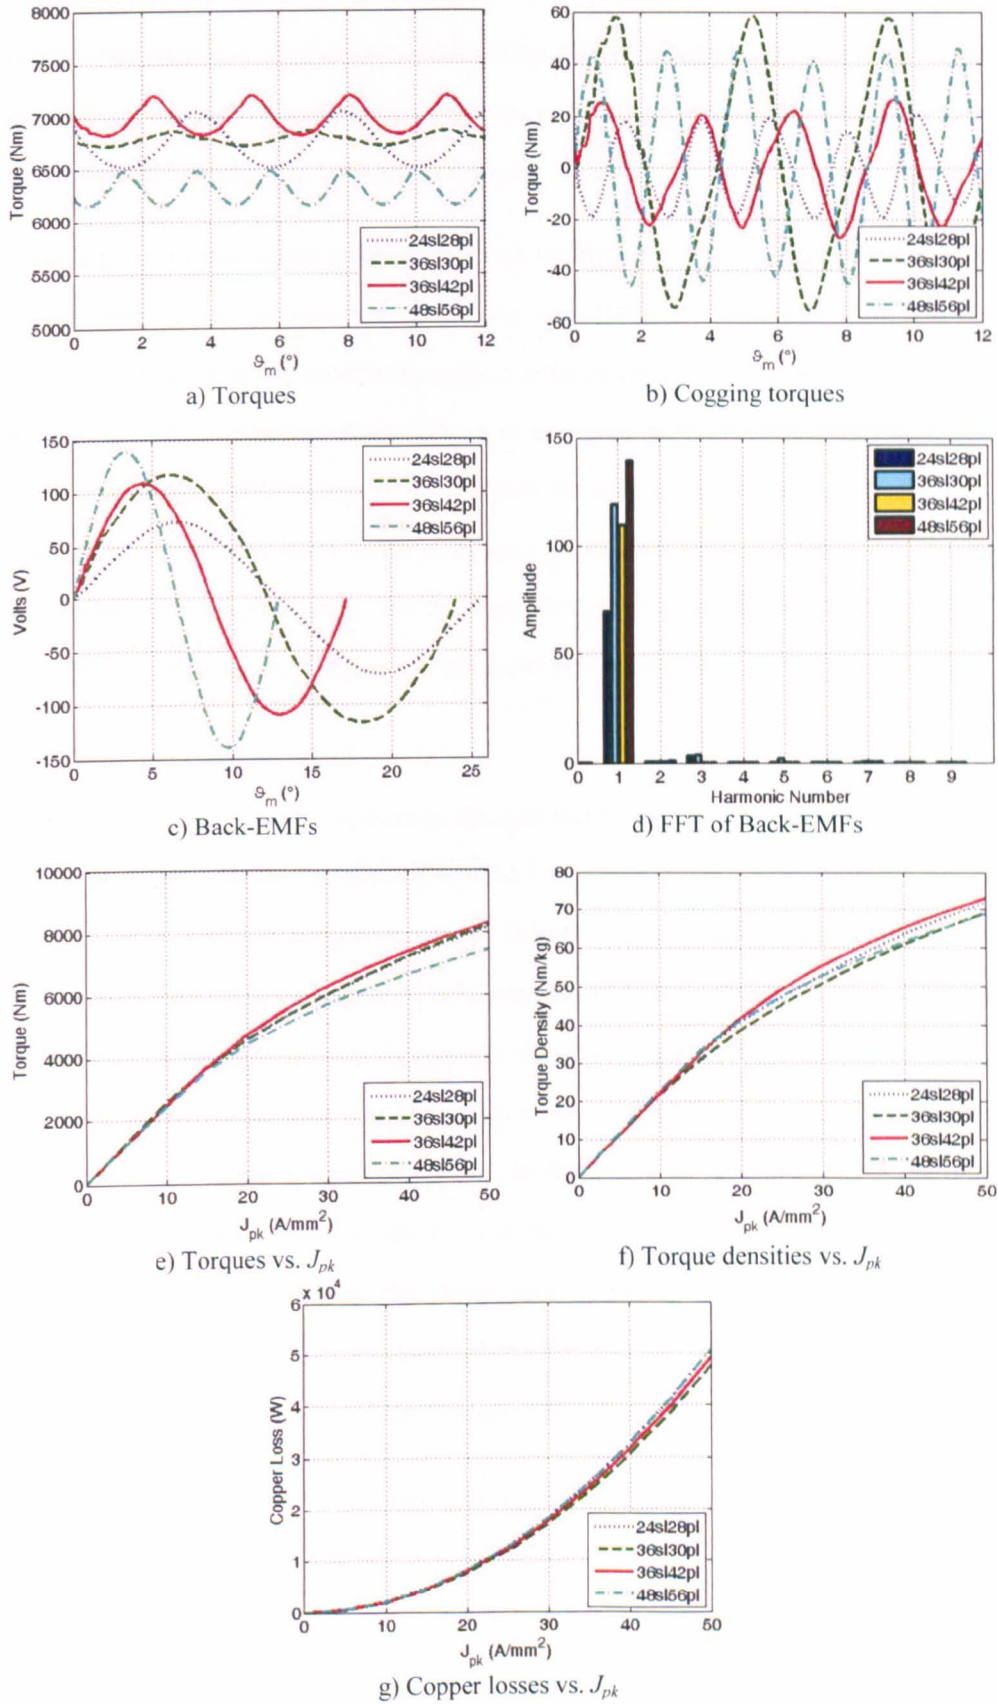 8000
7500
7000
6500
6000
5500
5000
Torque (Nm)
24sl28pl
36sl30pl
36sl42pl
48sl56pl
0 2 4 6 8 10 12
ϑm (°)
a) Torques
60
40
20
0
-20
-40
-60
Torque (Nm)
24sl28pl
36sl30pl
36sl42pl
48sl56pl
0 2 4 6 8 10 12
ϑm (°)
b) Cogging torques
150
100
50
0
-50
-100
-150
Volts (V)
24sl28pl
36sl30pl
36sl42pl
48sl56pl
0 5 10 15 20 25
ϑm (°)
c) Back-EMFs
150
100
50
0
Amplitude
24sl28pl
36sl30pl
36sl42pl
48sl56pl
0 1 2 3 4 5 6 7 8 9
Harmonic Number
d) FFT of Back-EMFs
10000
8000
6000
4000
2000
0
Torque (Nm)
24sl28pl
36sl30pl
36sl42pl
48sl56pl
0 10 20 30 40 50
Jpk (A/mm²)
e) Torques vs. Jpk
80
70
60
50
40
30
20
10
0
Torque Density (Nm/kg)
24sl28pl
36sl30pl
36sl42pl
48sl56pl
0 10 20 30 40 50
Jpk (A/mm²)
f) Torque densities vs. Jpk
x 10⁴
6
5
4
3
2
1
0
Copper Loss (W)
24sl28pl
36sl30pl
36sl42pl
48sl56pl
0 10 20 30 40 50
Jpk (A/mm²)
g) Copper losses vs. Jpk